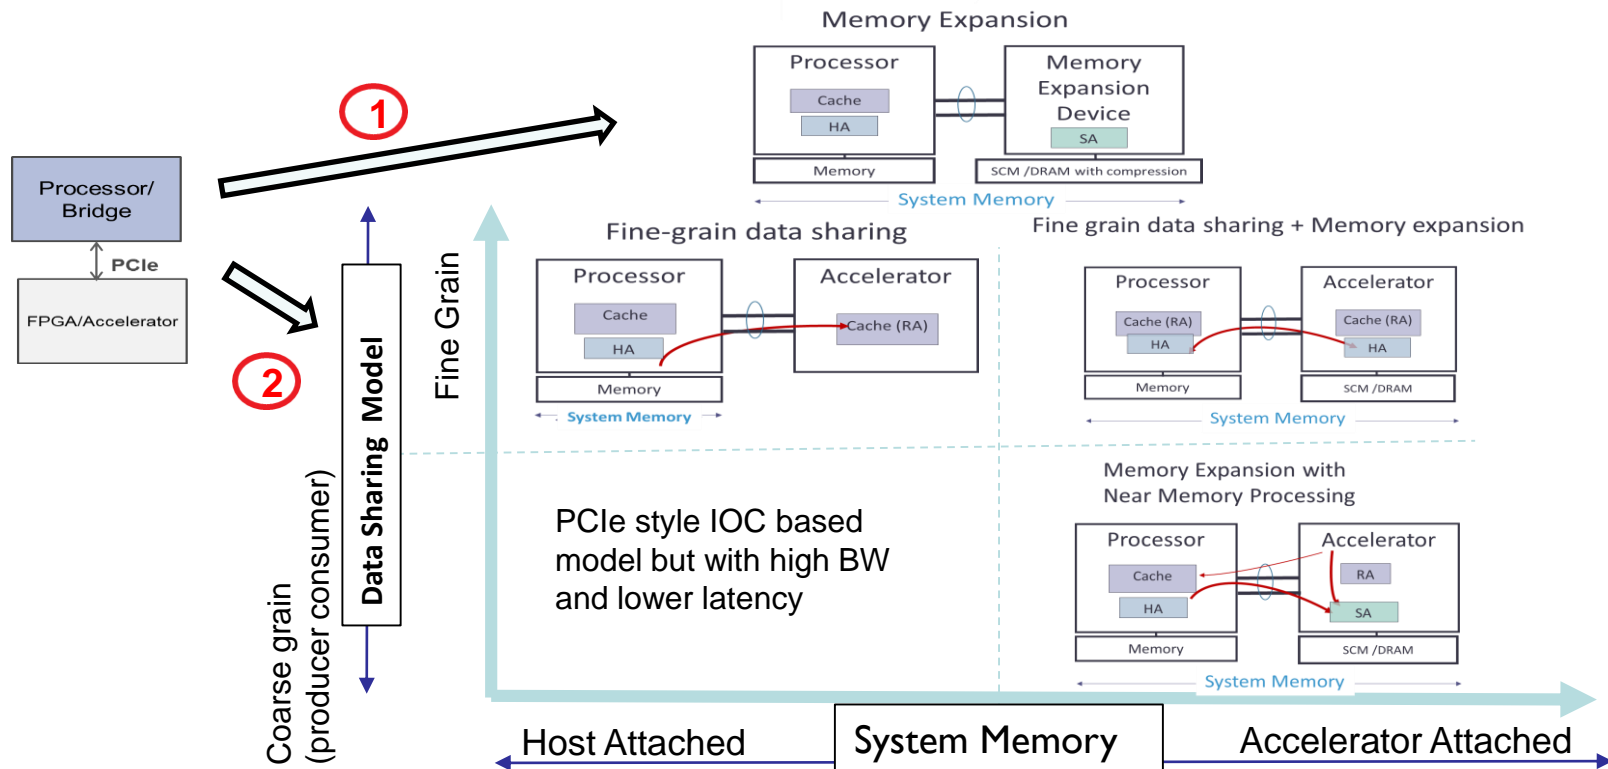 Memory Expansion
Processor
Cache
HA
Memory
Memory
Expansion
Device
SA
SCM /DRAM with compression
System Memory
1
Processor/
Bridge
PCIe
FPGA/Accelerator
2
Data Sharing Model
Fine Grain
Coarse grain
(producer consumer)
Fine-grain data sharing
Processor
Cache
HA
Memory
Accelerator
Cache (RA)
System Memory
Fine grain data sharing + Memory expansion
Processor
Cache (RA)
HA
Memory
Accelerator
Cache (RA)
HA
SCM /DRAM
System Memory
PCIe style IOC based
model but with high BW
and lower latency
Memory Expansion with
Near Memory Processing
Processor
Cache
HA
Memory
Accelerator
RA
SA
SCM /DRAM
System Memory
Host Attached
System Memory
Accelerator Attached